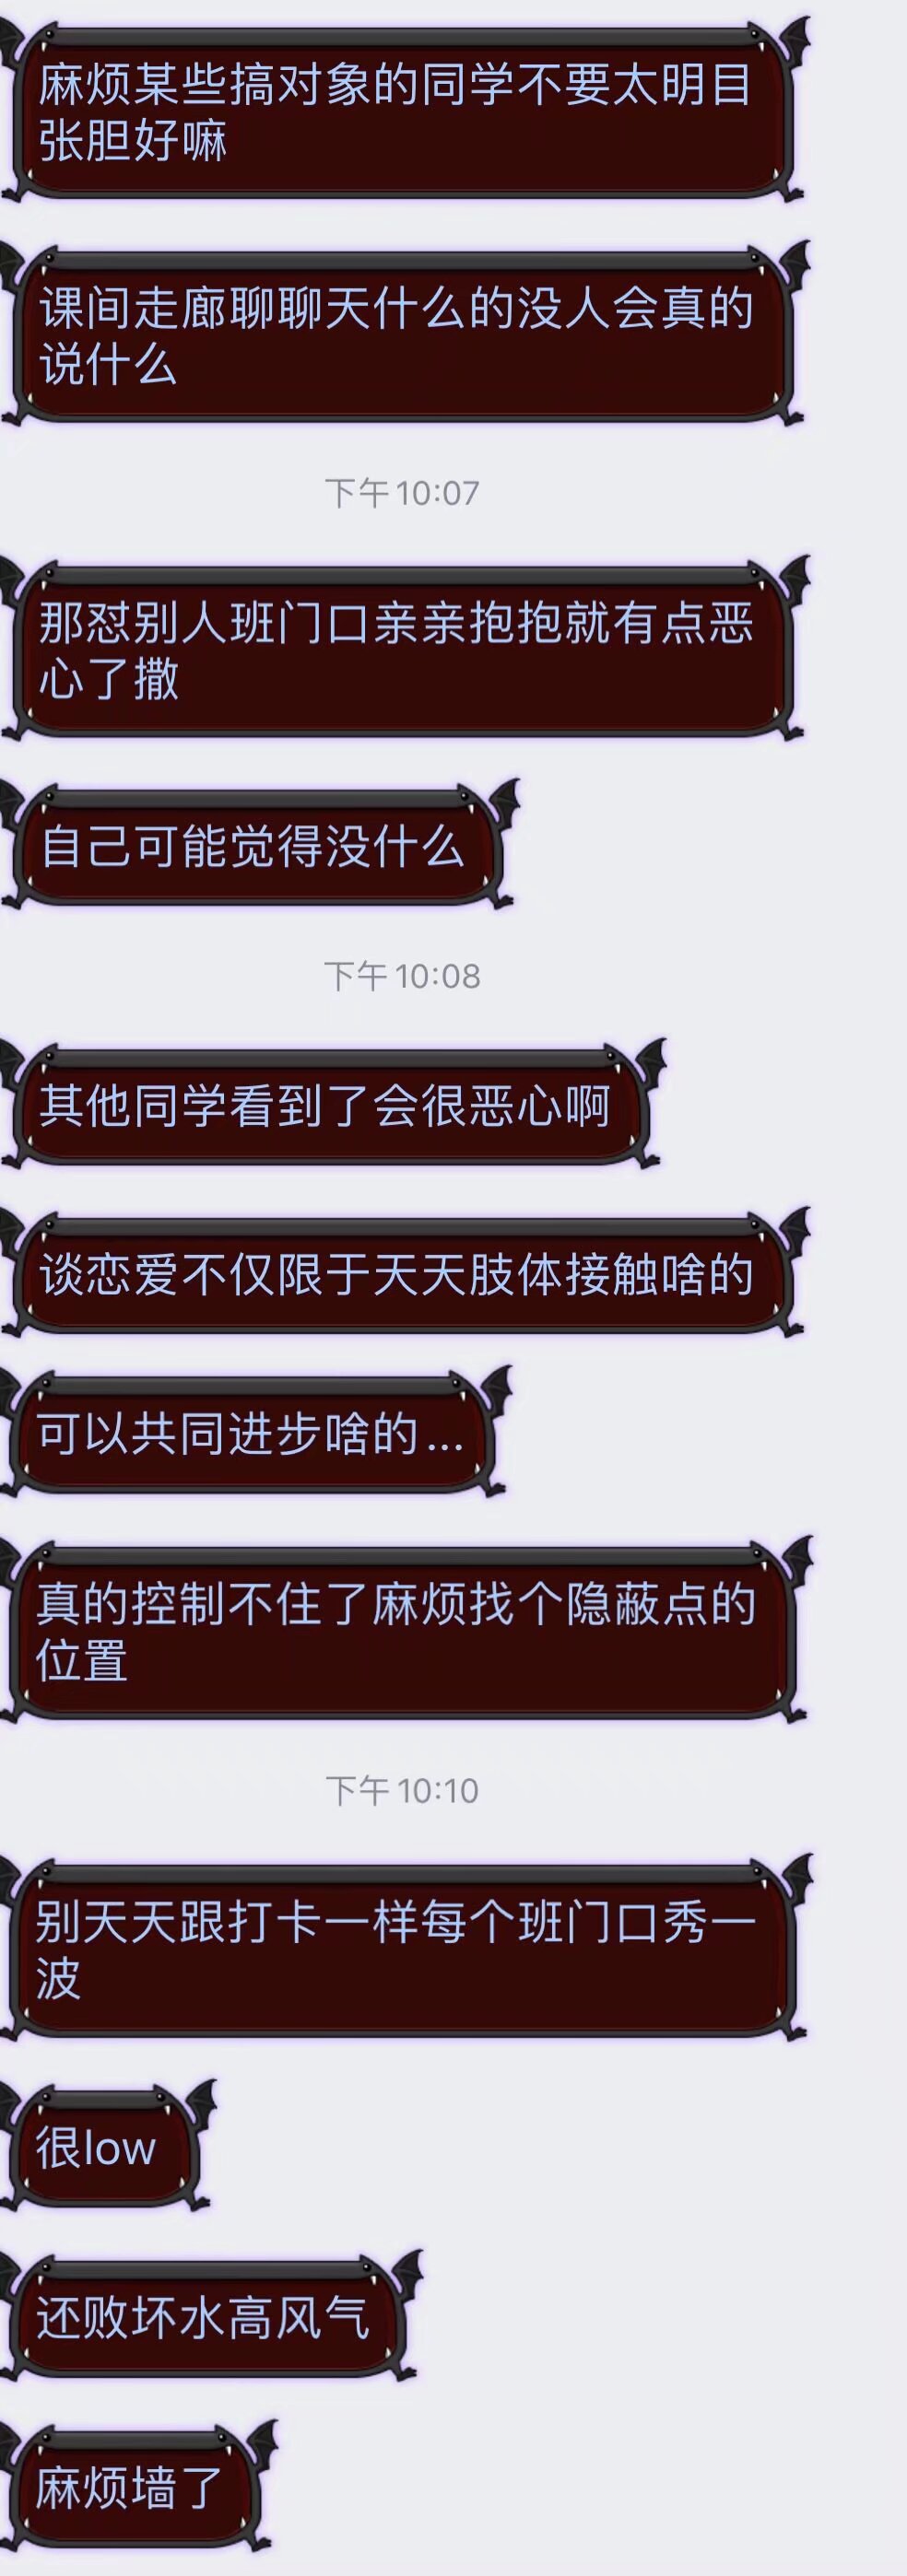 麻烦某些搞对象的同学不要太明目
张胆好嘛
课间走廊聊聊天什么的没人会真的
说什么
下午10:07
那怼别人班门口亲亲抱抱就有点恶
心了撒
自己可能觉得没什么
下午10:08
其他同学看到了会很恶心啊
谈恋爱不仅限于天天肢体接触啥的
可以共同进步啥的...
真的控制不住了麻烦找个隐蔽点的
位置
下午10:10
别天天跟打卡一样每个班门口秀一
波
很low
还败坏水高风气
麻烦墙了